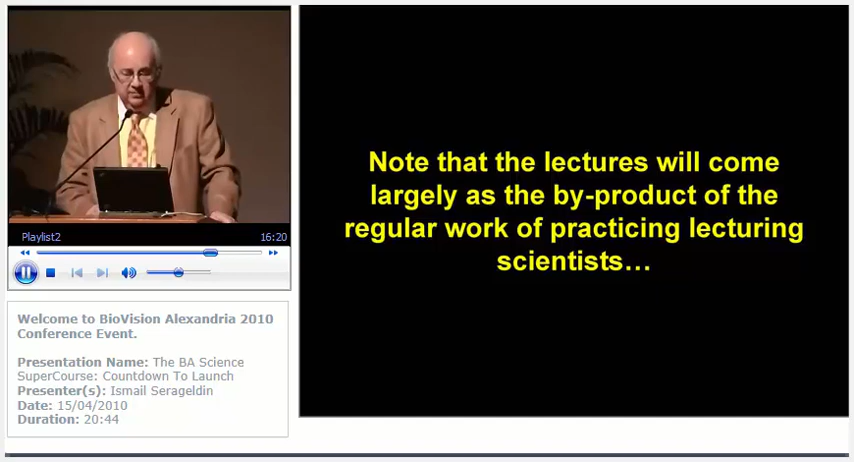 Playlist2
16:20
Welcome to BioVision Alexandria 2010
Conference Event.
Presentation Name: The BA Science
SuperCourse: Countdown To Launch
Presenter(s): Ismail Serageldin
Date: 15/04/2010
Duration: 20:44
Note that the lectures will come
largely as the by-product of the
regular work of practicing lecturing
scientists…